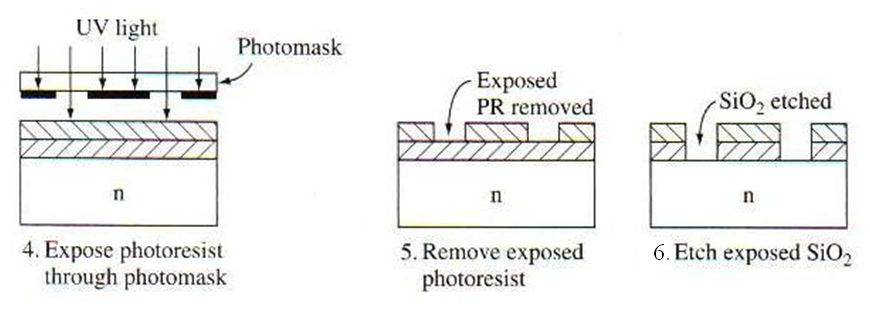 UV light
Photomask
n
4. Expose photoresist
through photomask
Exposed
PR removed
n
5. Remove exposed
photoresist
SiO₂ etched
n
6. Etch exposed SiO₂